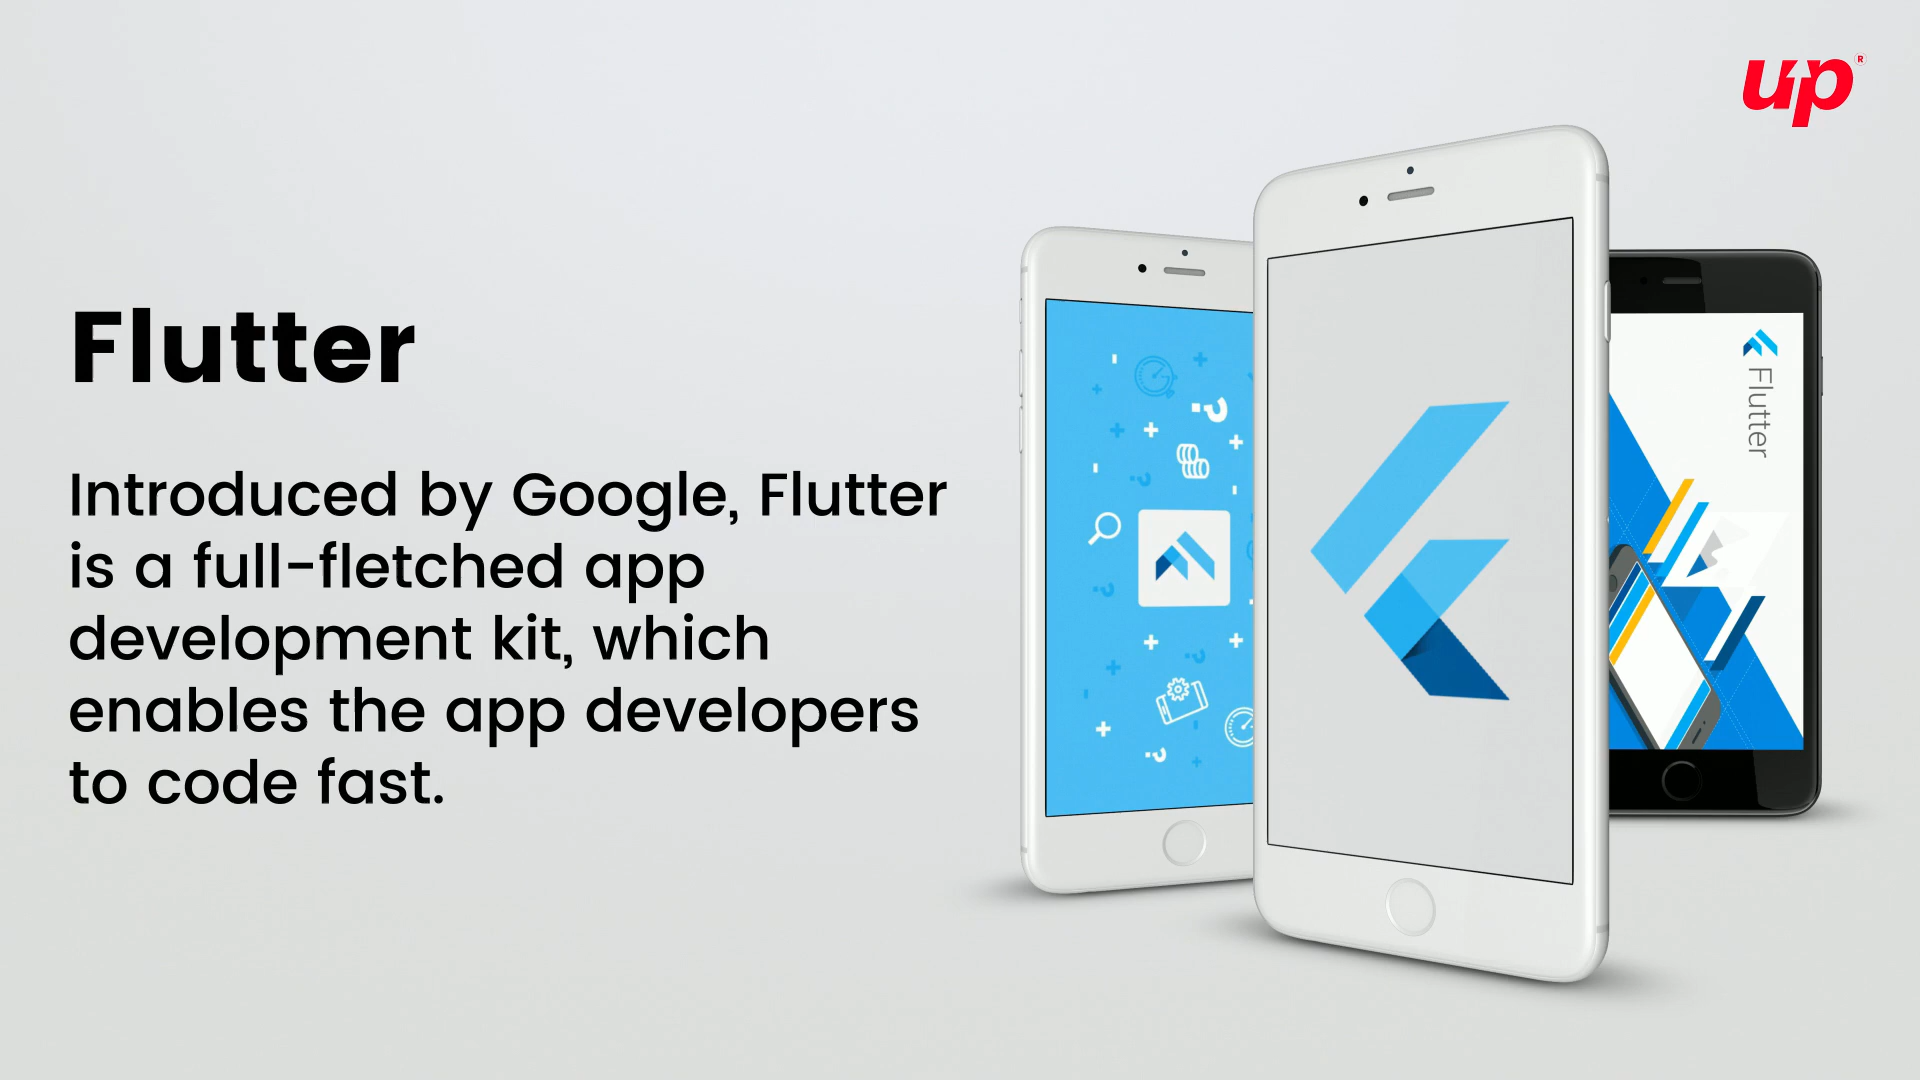 up®
Flutter
Introduced by Google, Flutter
is a full-fletched app
development kit, which
enables the app developers
to code fast.
Flutter